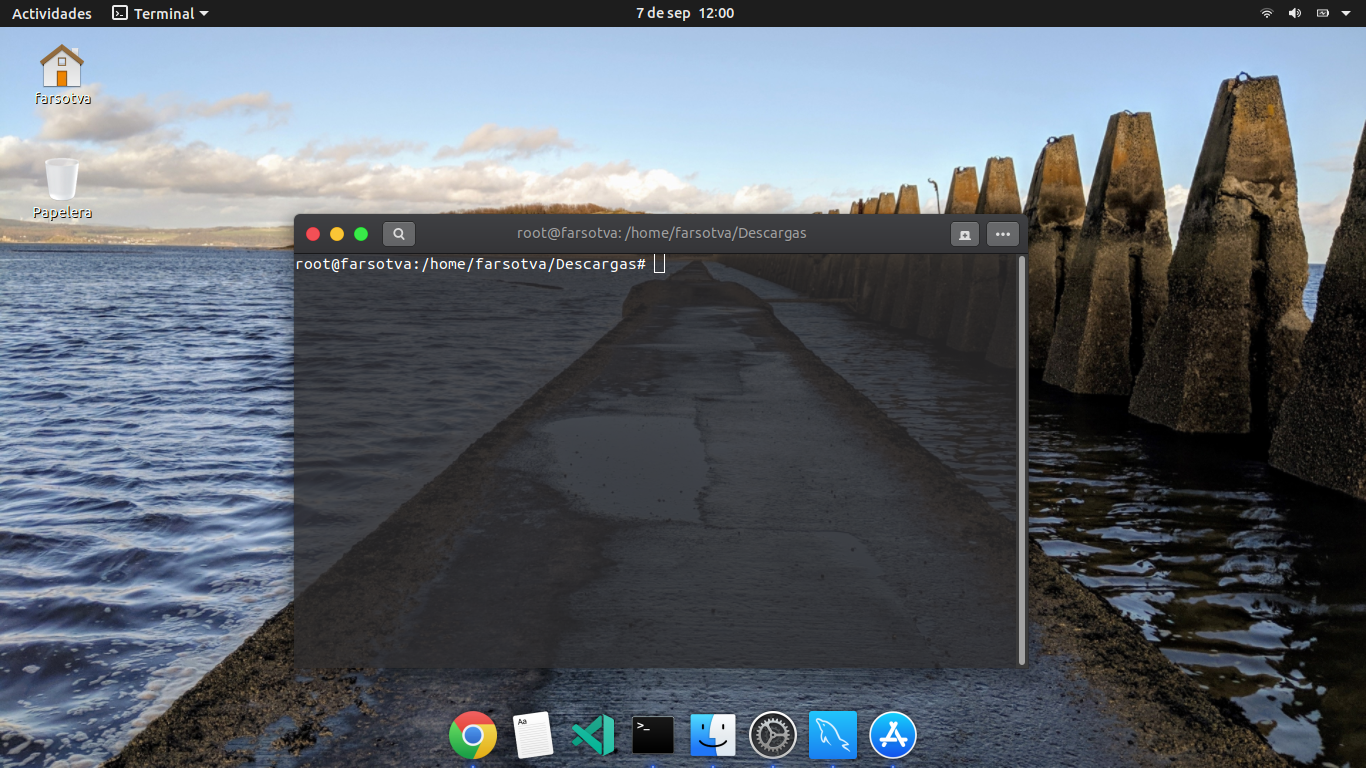 Actividades Terminal 7 de sep 12:00
farsotva
Papelera
root@farsotva: /home/farsotva/Descargas
root@farsotva:/home/farsotva/Descargas#
Aa
>_